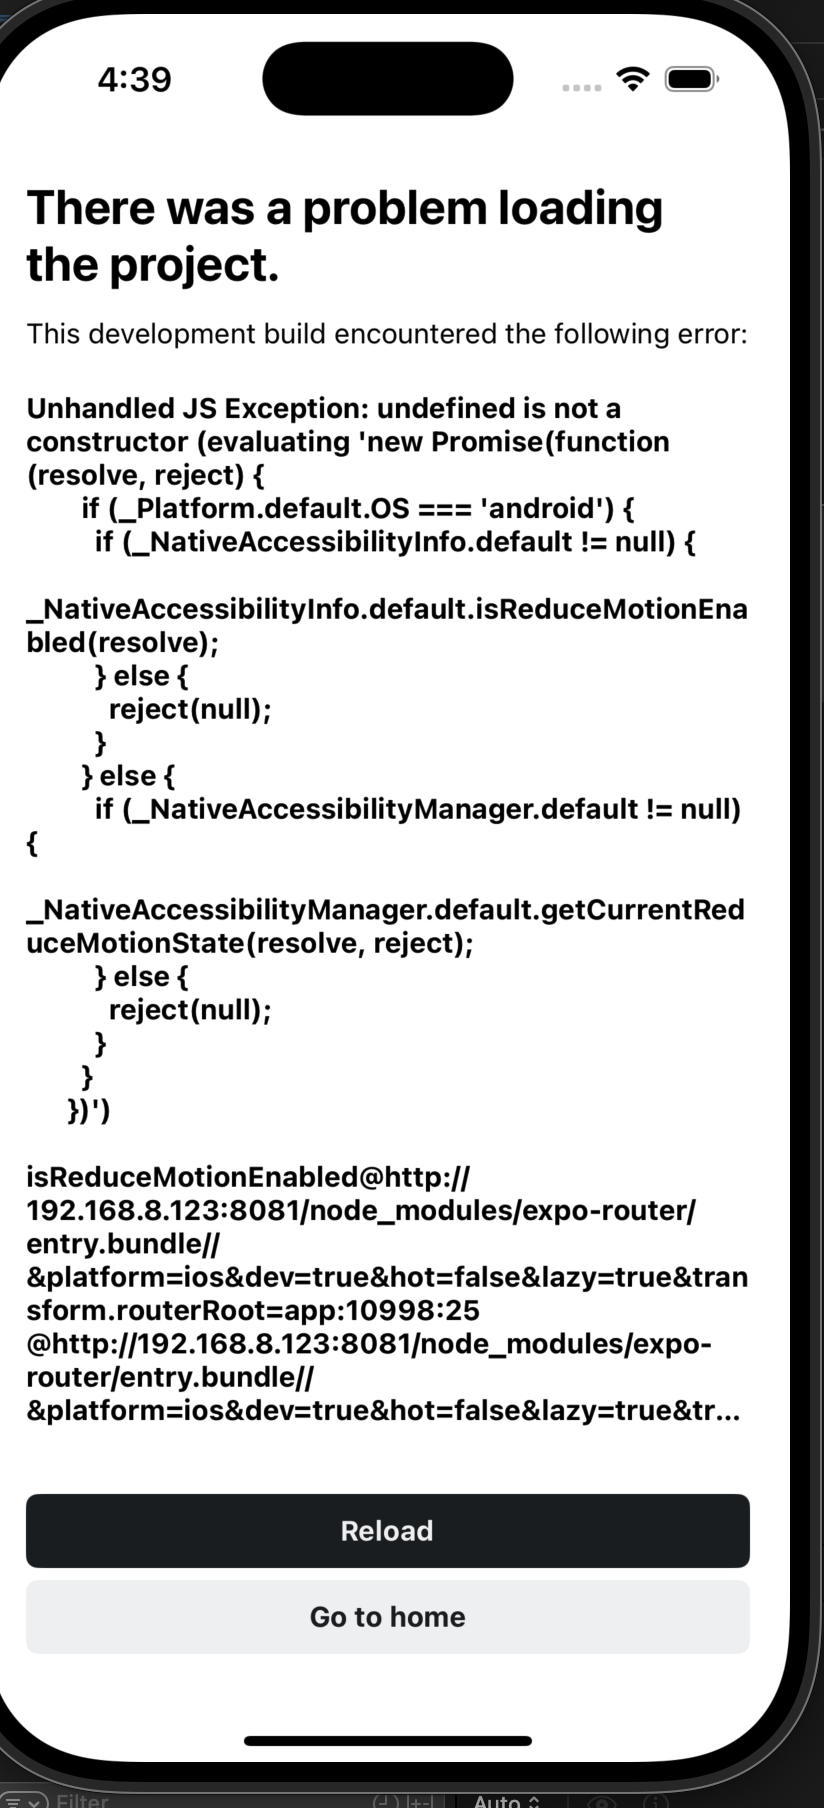 4:39
There was a problem loading
the project.
This development build encountered the following error:
Unhandled JS Exception: undefined is not a
constructor (evaluating 'new Promise(function
(resolve, reject) {
if (_Platform.default.OS === 'android') {
if (_NativeAccessibilityInfo.default != null) {
_NativeAccessibilityInfo.default.isReduceMotionEna
bled(resolve);
} else {
reject(null);
}
} else {
if (_NativeAccessibilityManager.default != null)
{
_NativeAccessibilityManager.default.getCurrentRed
uceMotionState(resolve, reject);
} else {
reject(null);
}
}
})')
isReduceMotionEnabled@http://
192.168.8.123:8081/node_modules/expo-router/
entry.bundle//
&platform=ios&dev=true&hot=false&lazy=true&tran
sform.routerRoot=app:10998:25
@http://192.168.8.123:8081/node_modules/expo-
router/entry.bundle//
&platform=ios&dev=true&hot=false&lazy=true&tr...
Reload
Go to home
Filter
Auto